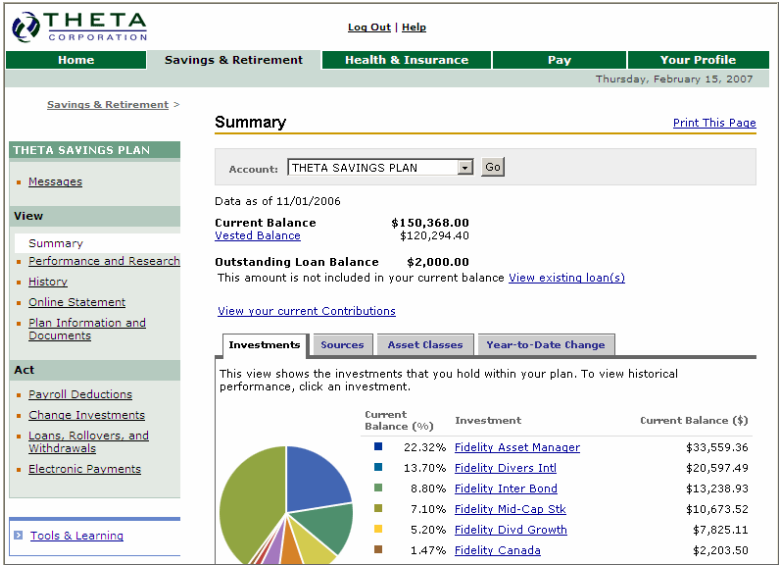 THETA
CORPORATION
Log Out | Help
Home
Savings & Retirement
Health & Insurance
Pay
Your Profile
Thursday, February 15, 2007
Savings & Retirement >
Summary
Print This Page
THETA SAVINGS PLAN
Messages
View
Summary
Performance and Research
History
Online Statement
Plan Information and
Documents
Act
Payroll Deductions
Change Investments
Loans, Rollovers, and
Withdrawals
Electronic Payments
Tools & Learning
Account: THETA SAVINGS PLAN Go
Data as of 11/01/2006
Current Balance $150,368.00
Vested Balance $120,294.40
Outstanding Loan Balance $2,000.00
This amount is not included in your current balance View existing loan(s)
View your current Contributions
Investments
Sources
Asset Classes
Year-to-Date Change
This view shows the investments that you hold within your plan. To view historical
performance, click an investment.
Current
Balance (%) Investment Current Balance ($)
22.32% Fidelity Asset Manager $33,559.36
13.70% Fidelity Divers Intl $20,597.49
8.80% Fidelity Inter Bond $13,238.93
7.10% Fidelity Mid-Cap Stk $10,673.52
5.20% Fidelity Divd Growth $7,825.11
1.47% Fidelity Canada $2,203.50